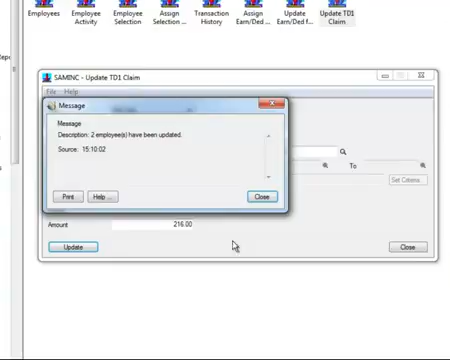 Employees
Employee Activity
Employee Selection
Assign Selection ...
Transaction History
Assign Earn/Ded ...
Update Earn/Ded f...
Update TD1 Claim
SAMINC - Update TD1 Claim
File Help
Message
Message
Description: 2 employee(s) have been updated.
Source: 15:10:02
To
Set Criteria
Print
Help ...
Close
Amount
216.00
Update
Close